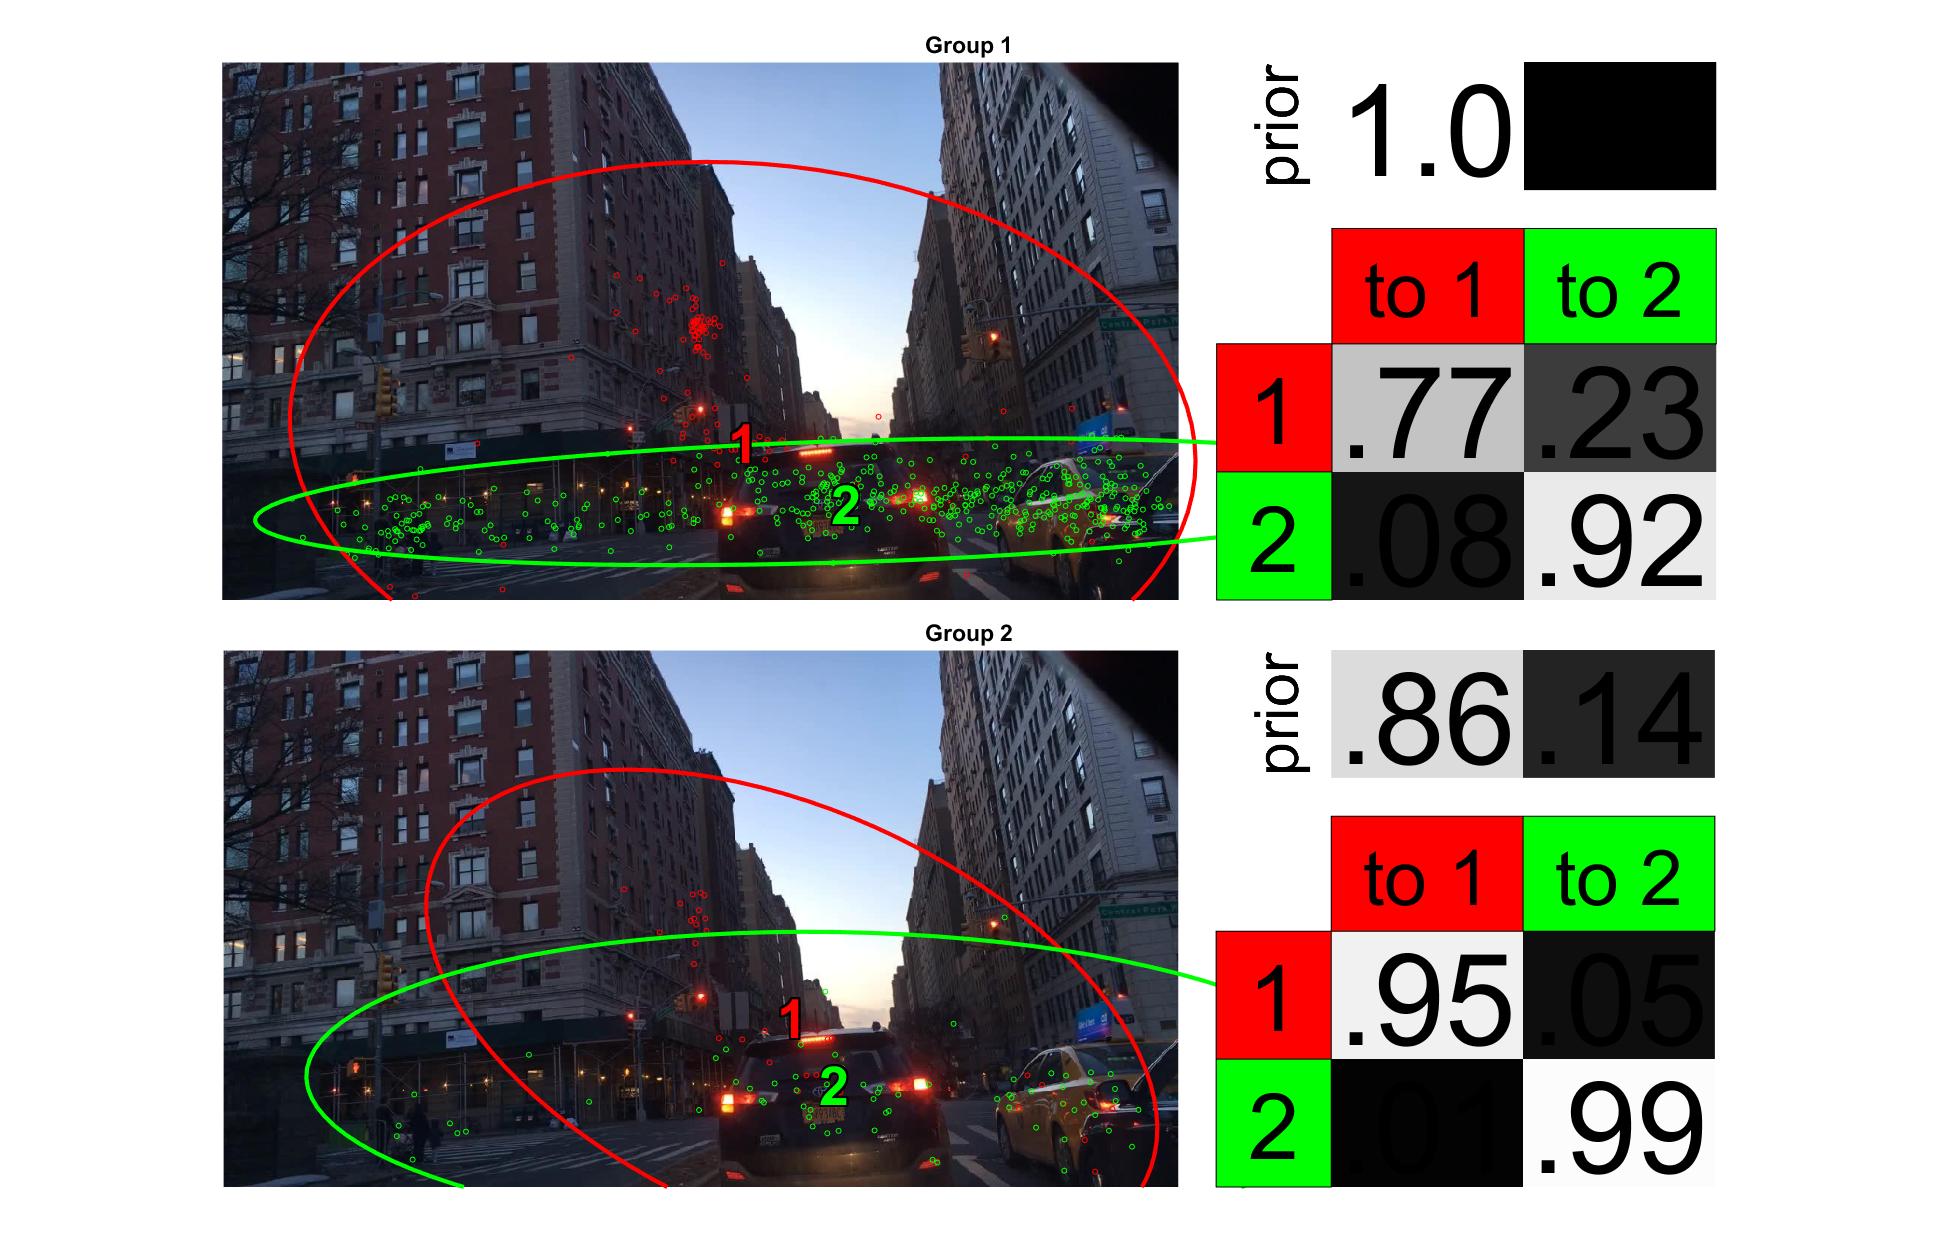 Group 1
prior 1.0
to 1 to 2
1 .77 .23
2 .08 .92
1
2
Group 2
prior .86 .14
to 1 to 2
1 .95 .05
2 .01 .99
1
2